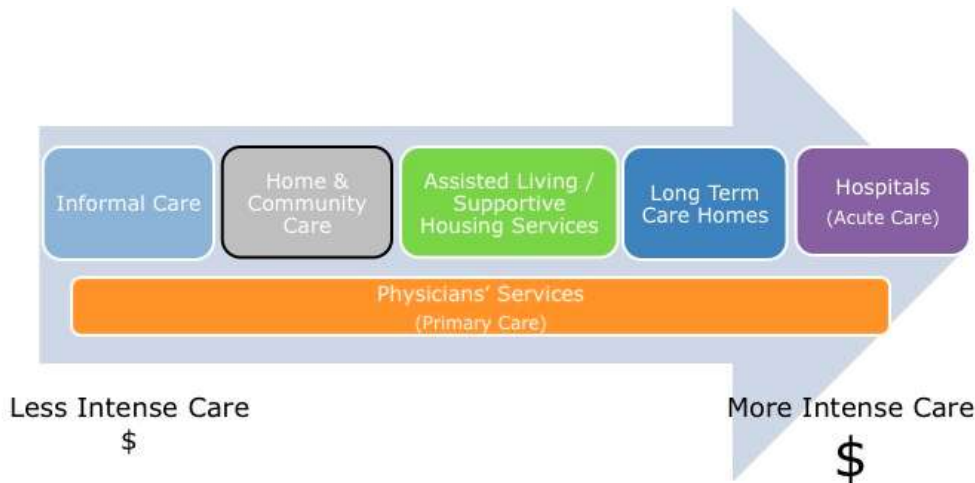 Informal Care
Home &
Community
Care
Assisted Living /
Supportive
Housing Services
Long Term
Care Homes
Hospitals
(Acute Care)
Physicians’ Services
(Primary Care)
Less Intense Care
$
More Intense Care
$